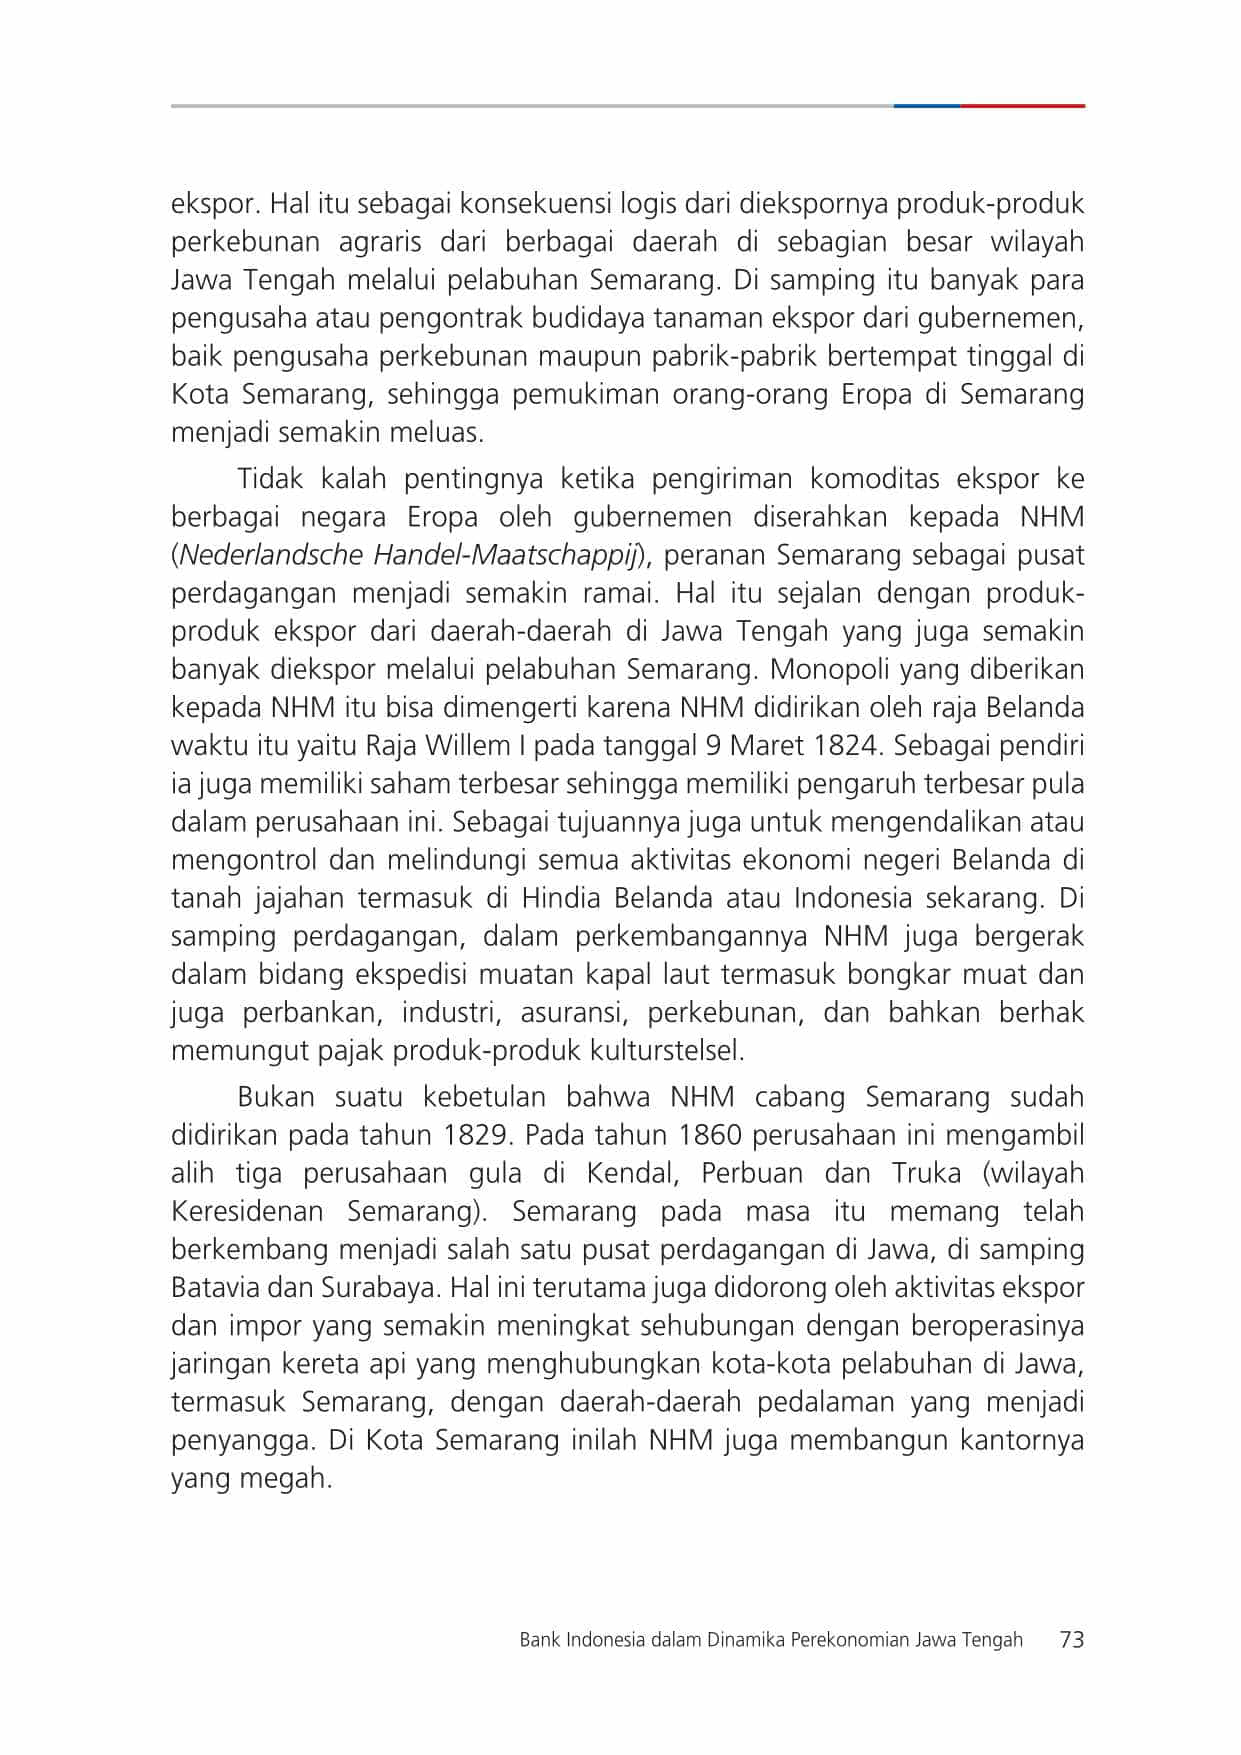 ekspor. Hal itu sebagai konsekuensi logis dari diekspornya produk-produk
perkebunan agraris dari berbagai daerah di sebagian besar wilayah
Jawa Tengah melalui pelabuhan Semarang. Di samping itu banyak para
pengusaha atau pengontrak budidaya tanaman ekspor dari gubernemen,
baik pengusaha perkebunan maupun pabrik-pabrik bertempat tinggal di
Kota Semarang, sehingga pemukiman orang-orang Eropa di Semarang
menjadi semakin meluas.
Tidak kalah pentingnya ketika pengiriman komoditas ekspor ke
berbagai negara Eropa oleh gubernemen diserahkan kepada NHM
(Nederlandsche Handel-Maatschappij), peranan Semarang sebagai pusat
perdagangan menjadi semakin ramai. Hal itu sejalan dengan produk-
produk ekspor dari daerah-daerah di Jawa Tengah yang juga semakin
banyak diekspor melalui pelabuhan Semarang. Monopoli yang diberikan
kepada NHM itu bisa dimengerti karena NHM didirikan oleh raja Belanda
waktu itu yaitu Raja Willem I pada tanggal 9 Maret 1824. Sebagai pendiri
ia juga memiliki saham terbesar sehingga memiliki pengaruh terbesar pula
dalam perusahaan ini. Sebagai tujuannya juga untuk mengendalikan atau
mengontrol dan melindungi semua aktivitas ekonomi negeri Belanda di
tanah jajahan termasuk di Hindia Belanda atau Indonesia sekarang. Di
samping perdagangan, dalam perkembangannya NHM juga bergerak
dalam bidang ekspedisi muatan kapal laut termasuk bongkar muat dan
juga perbankan, industri, asuransi, perkebunan, dan bahkan berhak
memungut pajak produk-produk kulturstelsel.
Bukan suatu kebetulan bahwa NHM cabang Semarang sudah
didirikan pada tahun 1829. Pada tahun 1860 perusahaan ini mengambil
alih tiga perusahaan gula di Kendal, Perbuan dan Truka (wilayah
Keresidenan Semarang). Semarang pada masa itu memang telah
berkembang menjadi salah satu pusat perdagangan di Jawa, di samping
Batavia dan Surabaya. Hal ini terutama juga didorong oleh aktivitas ekspor
dan impor yang semakin meningkat sehubungan dengan beroperasinya
jaringan kereta api yang menghubungkan kota-kota pelabuhan di Jawa,
termasuk Semarang, dengan daerah-daerah pedalaman yang menjadi
penyangga. Di Kota Semarang inilah NHM juga membangun kantornya
yang megah.
Bank Indonesia dalam Dinamika Perekonomian Jawa Tengah 73